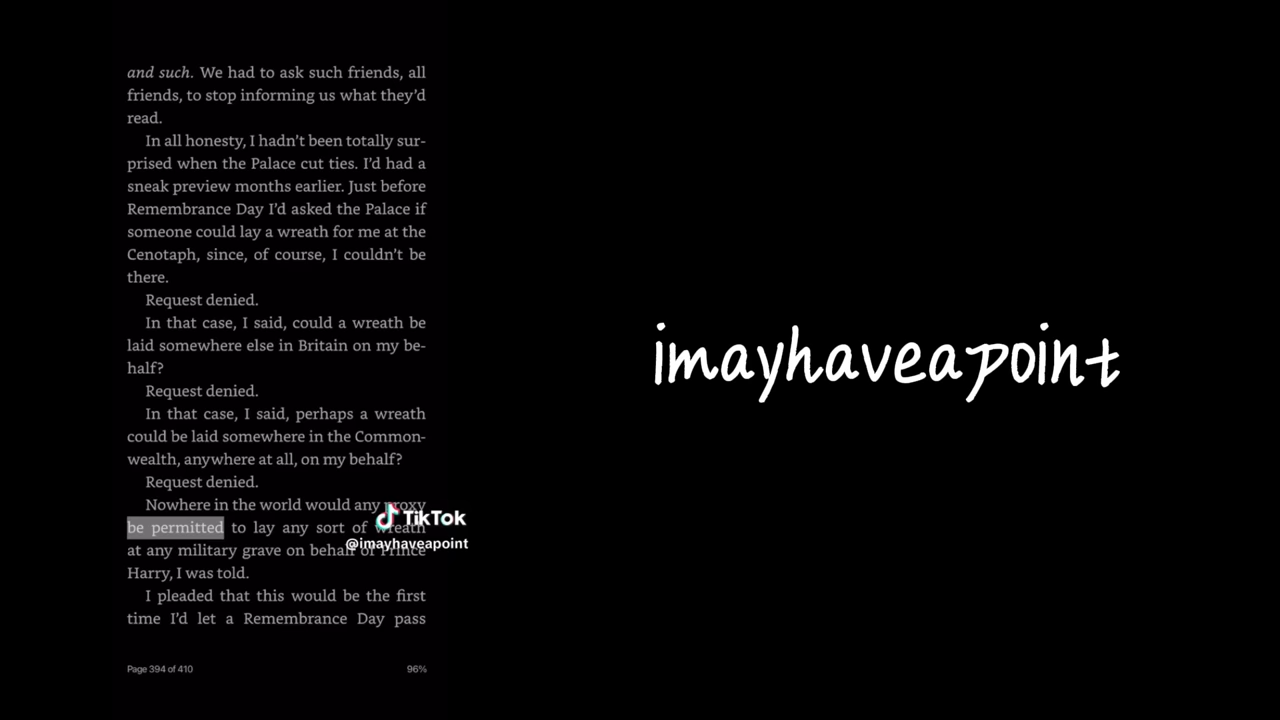 and such. We had to ask such friends, all
friends, to stop informing us what they’d
read.
In all honesty, I hadn’t been totally sur-
prised when the Palace cut ties. I’d had a
sneak preview months earlier. Just before
Remembrance Day I’d asked the Palace if
someone could lay a wreath for me at the
Cenotaph, since, of course, I couldn’t be
there.
Request denied.
In that case, I said, could a wreath be
laid somewhere else in Britain on my be-
half?
Request denied.
In that case, I said, perhaps a wreath
could be laid somewhere in the Common-
wealth, anywhere at all, on my behalf?
Request denied.
Nowhere in the world would any proxy
be permitted to lay any sort of wreath
at any military grave on behalf of Prince
Harry, I was told.
I pleaded that this would be the first
time I’d let a Remembrance Day pass
Page 394 of 410
96%
TikTok
@imayhaveapoint
imayhaveapoint